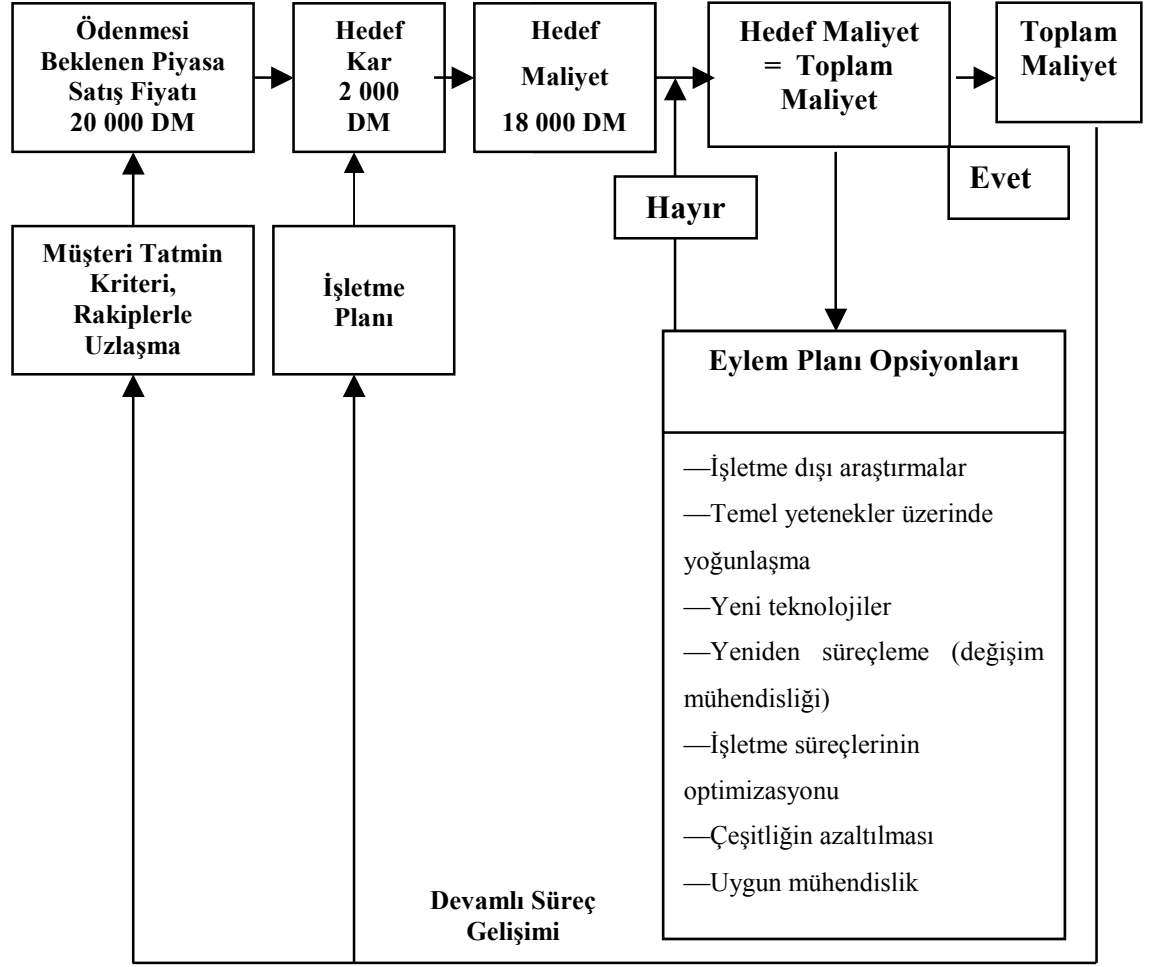 Ödenmesi
Beklenen Piyasa
Satış Fiyatı
20 000 DM
Hedef
Kar
2 000
DM
Hedef
Maliyet
18 000 DM
Hedef Maliyet
= Toplam
Maliyet
Toplam
Maliyet
Evet
Hayır
Müşteri Tatmin
Kriteri,
Rakiplerle
Uzlaşma
İşletme
Planı
Eylem Planı Opsiyonları
—İşletme dışı araştırmalar
—Temel yetenekler üzerinde
yoğunlaşma
—Yeni teknolojiler
—Yeniden süreçleme (değişim
mühendisliği)
—İşletme süreçlerinin
optimizasyonu
—Çeşitliğin azaltılması
—Uygun mühendislik
Devamlı Süreç
Gelişimi